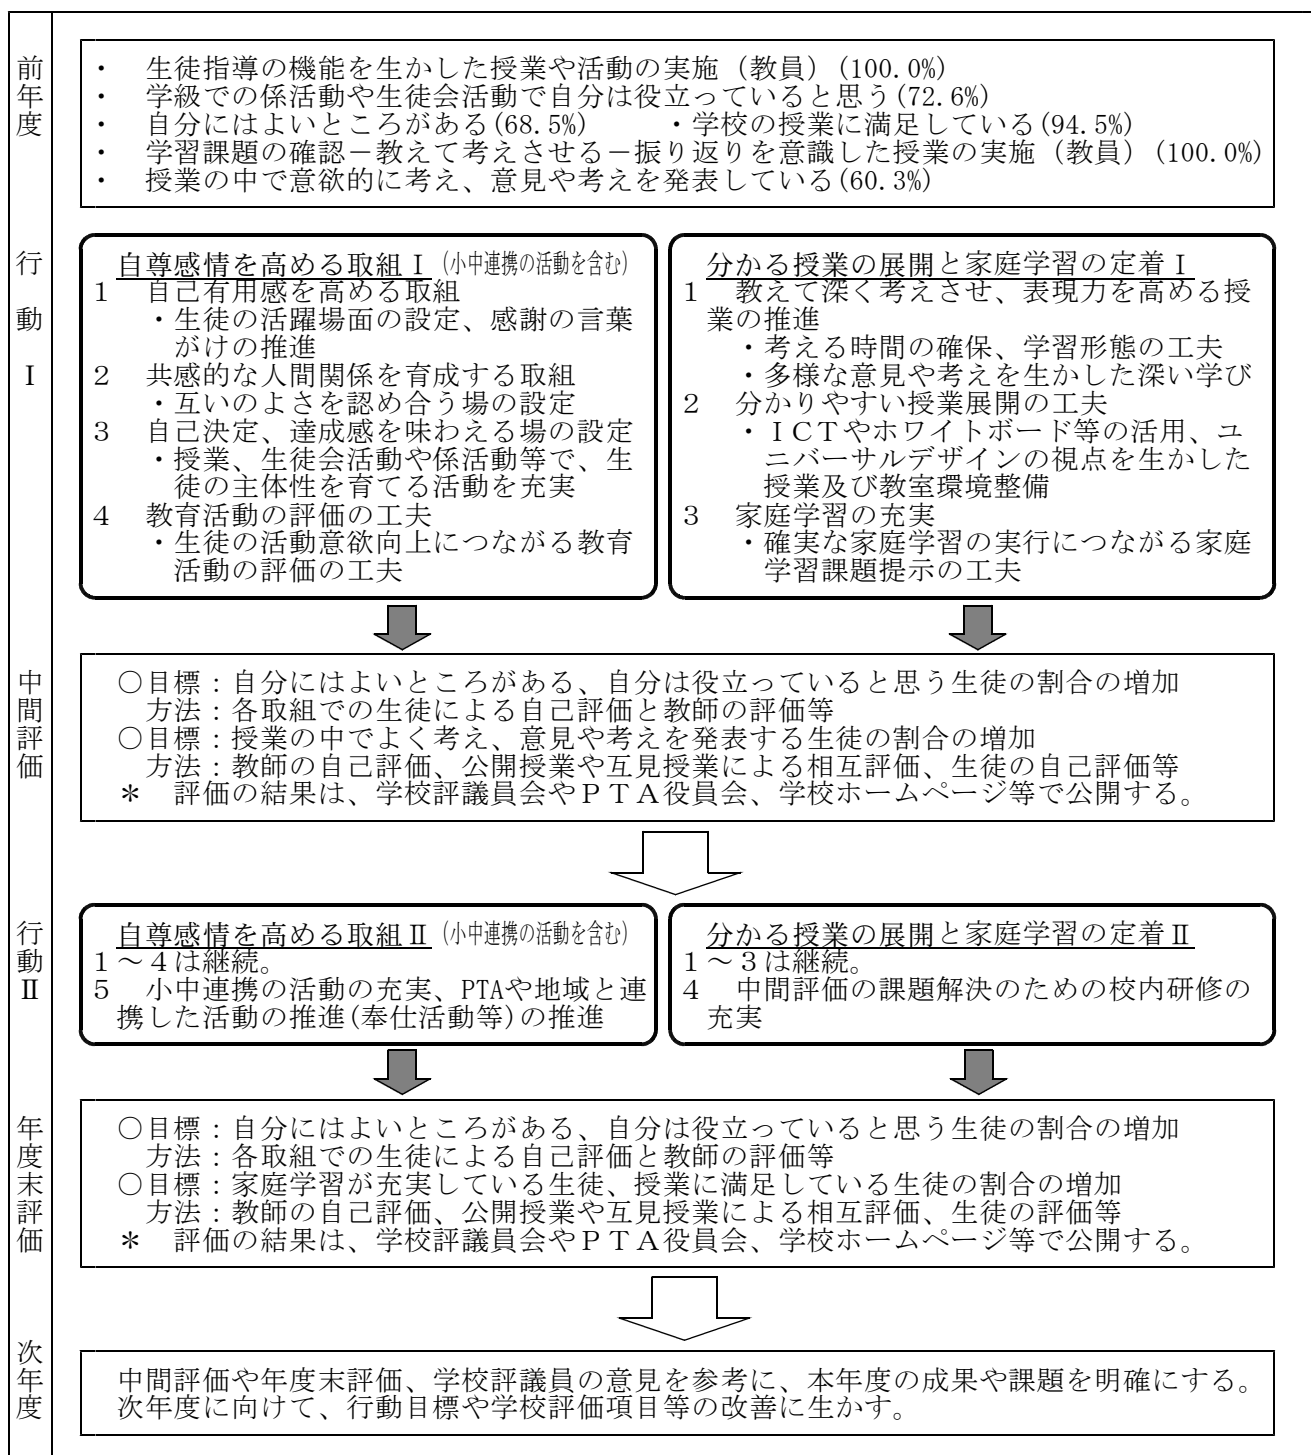 前年度
・　生徒指導の機能を生かした授業や活動の実施（教員）(100.0%)
・　学級での係活動や生徒会活動で自分は役立っていると思う(72.6%)
・　自分にはよいところがある(68.5%)　　・学校の授業に満足している(94.5%)
・　学習課題の確認－教えて考えさせる－振り返りを意識した授業の実施（教員）(100.0%)
・　授業の中で意欲的に考え、意見や考えを発表している(60.3%)
行動Ⅰ
自尊感情を高める取組Ⅰ（小中連携の活動を含む）
１　自己有用感を高める取組
・生徒の活躍場面の設定、感謝の言葉
がけの推進
２　共感的な人間関係を育成する取組
・互いのよさを認め合う場の設定
３　自己決定、達成感を味わえる場の設定
・授業、生徒会活動や係活動等で、生
徒の主体性を育てる活動を充実
４　教育活動の評価の工夫
・生徒の活動意欲向上につながる教育
活動の評価の工夫
分かる授業の展開と家庭学習の定着Ⅰ
１　教えて深く考えさせ、表現力を高める授
業の推進
・考える時間の確保、学習形態の工夫
・多様な意見や考えを生かした深い学び
２　分かりやすい授業展開の工夫
・ＩＣＴやホワイトボード等の活用、ユ
ニバーサルデザインの視点を生かした
授業及び教室環境整備
３　家庭学習の充実
・確実な家庭学習の実行につながる家庭
学習課題提示の工夫
中間評価
○目標：自分にはよいところがある、自分は役立っていると思う生徒の割合の増加
方法：各取組での生徒による自己評価と教師の評価等
○目標：授業の中でよく考え、意見や考えを発表する生徒の割合の増加
方法：教師の自己評価、公開授業や互見授業による相互評価、生徒の自己評価等
＊　評価の結果は、学校評議員会やＰＴＡ役員会、学校ホームページ等で公開する。
行動Ⅱ
自尊感情を高める取組Ⅱ（小中連携の活動を含む）
１～４は継続。
５　小中連携の活動の充実、PTAや地域と連
携した活動の推進(奉仕活動等)の推進
分かる授業の展開と家庭学習の定着Ⅱ
１～３は継続。
４　中間評価の課題解決のための校内研修の
充実
年度末評価
○目標：自分にはよいところがある、自分は役立っていると思う生徒の割合の増加
方法：各取組での生徒による自己評価と教師の評価等
○目標：家庭学習が充実している生徒、授業に満足している生徒の割合の増加
方法：教師の自己評価、公開授業や互見授業による相互評価、生徒の評価等
＊　評価の結果は、学校評議員会やＰＴＡ役員会、学校ホームページ等で公開する。
次年度
中間評価や年度末評価、学校評議員の意見を参考に、本年度の成果や課題を明確にする。
次年度に向けて、行動目標や学校評価項目等の改善に生かす。